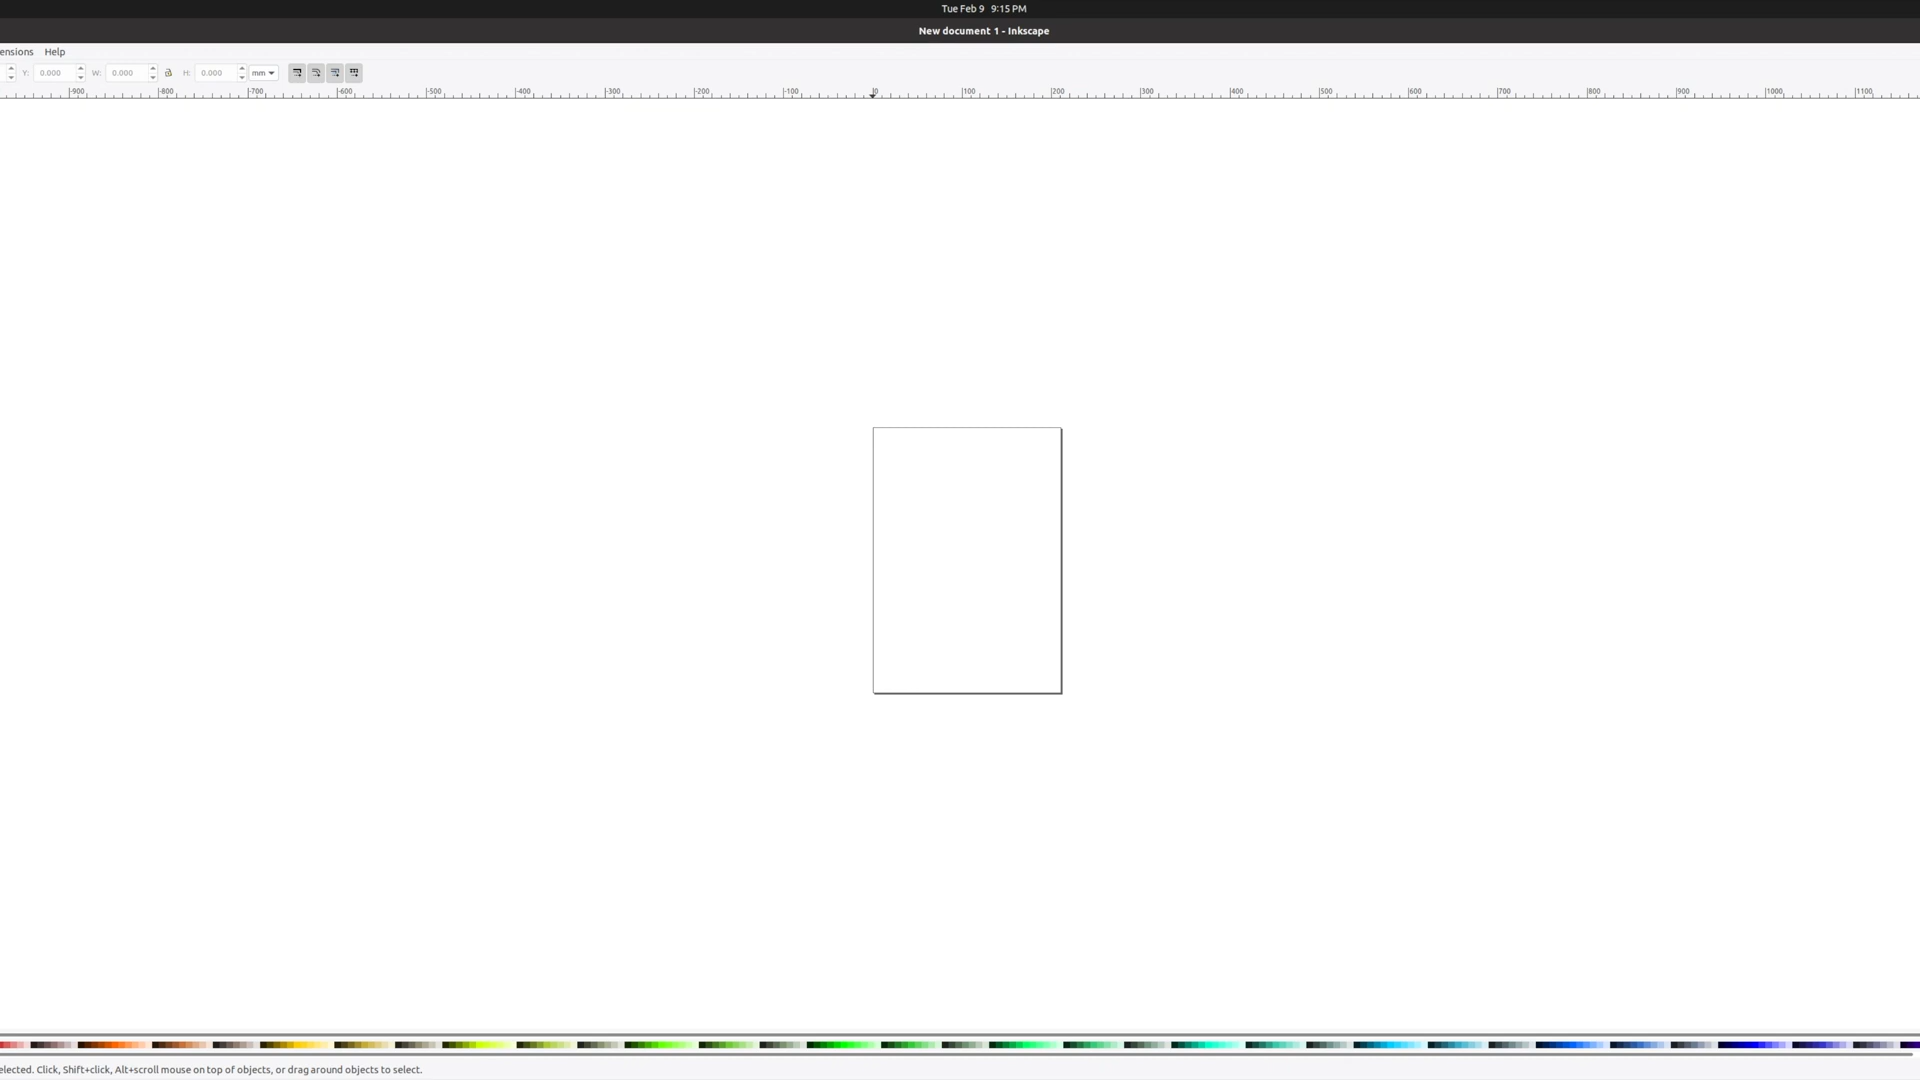 Tue Feb 9 9:15 PM
New document 1 - Inkscape
ensions Help
Y: 0.000 W: 0.000 H: 0.000 mm
-900 -800 -700 -600 -500 -400 -300 -200 -100 0 100 200 300 400 500 600 700 800 900 1000 1100
elected. Click, Shift+click, Alt+scroll mouse on top of objects, or drag around objects to select.